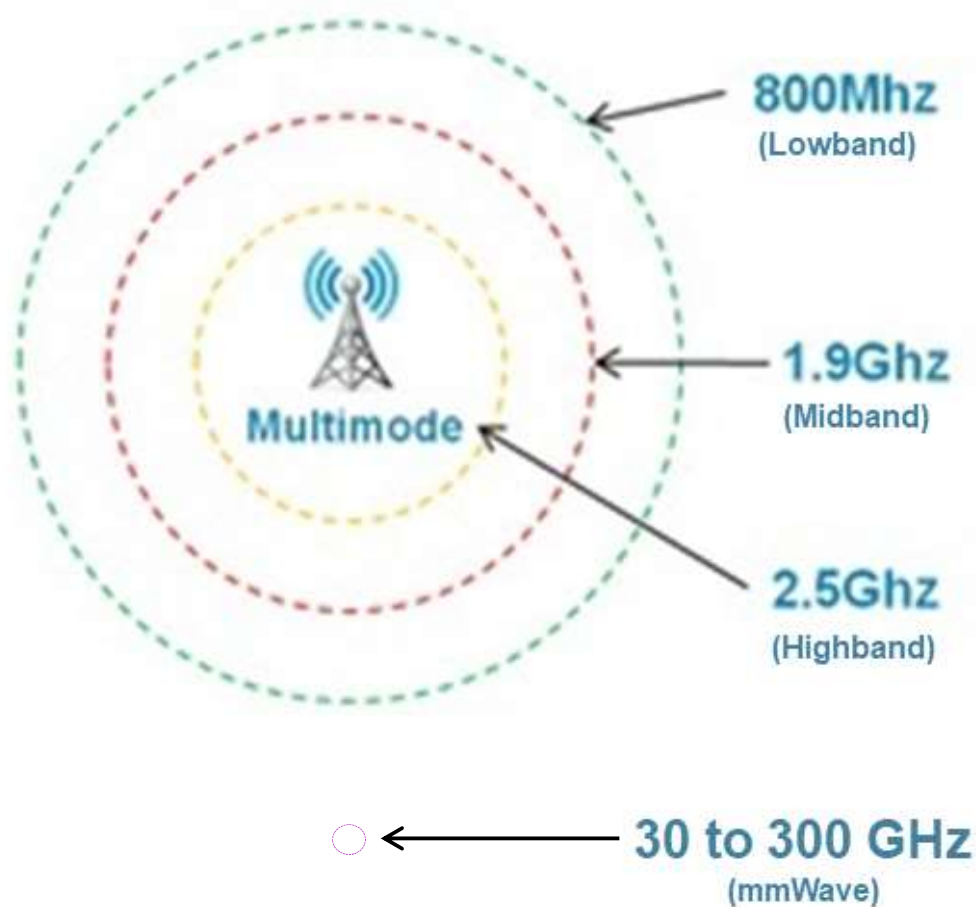 800Mhz
(Lowband)
1.9Ghz
(Midband)
Multimode
2.5Ghz
(Highband)
30 to 300 GHz
(mmWave)